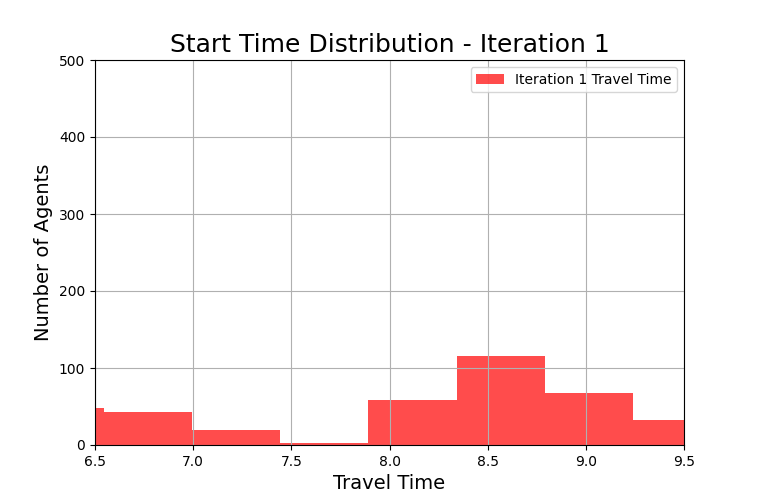 Start Time Distribution - Iteration 1
Iteration 1 Travel Time
500
400
300
200
100
0
Number of Agents
6.5 7.0 7.5 8.0 8.5 9.0 9.5
Travel Time